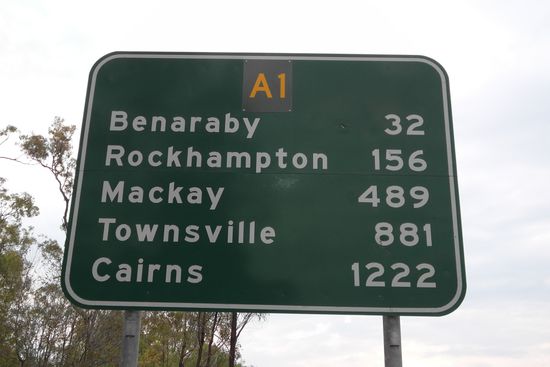 A1
Benaraby 32
Rockhampton 156
Mackay 489
Townsville 881
Cairns 1222